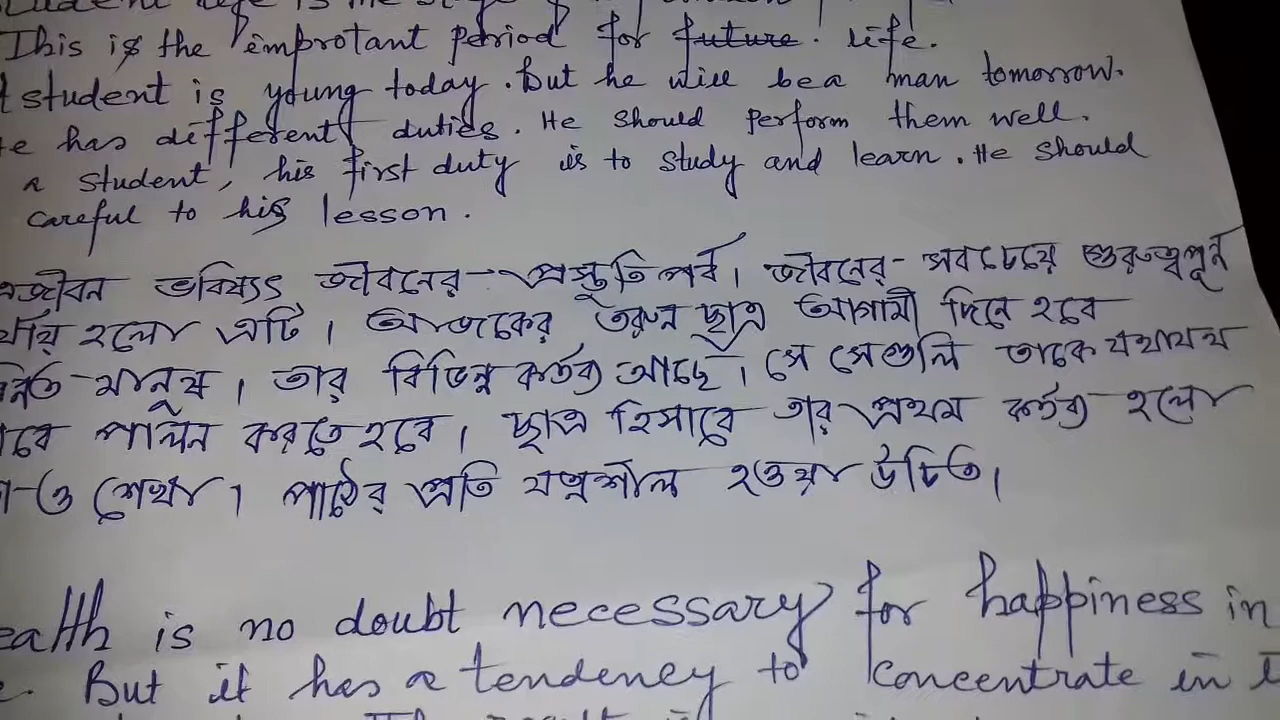 This is the emprotant period for future. life.
student is young today. But he will be a man tomorrow.
e has different duties. He should perform them well.
a student, his first duty is to study and learn. He should
careful to his lesson.
জীবন ভবিষ্যৎ জীবনের প্রস্তুতিপর্ব। জীবনের সবচেয়ে গুরুত্বপূর্ন
হলো এটি। আজকের তরুন ছাত্র আগামী দিনে হবে
মানুষ। তার বিভিন্ন কর্তব্য আছে। সে সেগুলি তাকে যথাযথ
পালন করতে হবে। ছাত্র হিসাবে তার প্রথম কর্তব্য হলো
ও শেখা। পাঠের প্রতি যত্নশীল হওয়া উচিত।
ealth is no doubt necessary for happiness in
But it has a tendency to concentrate in